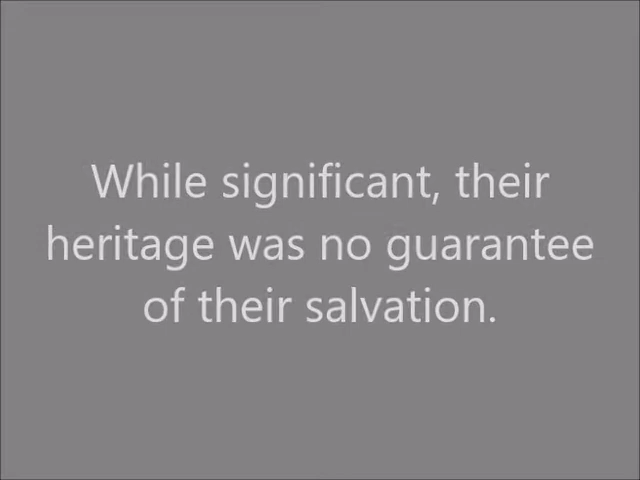 While significant, their
heritage was no guarantee
of their salvation.